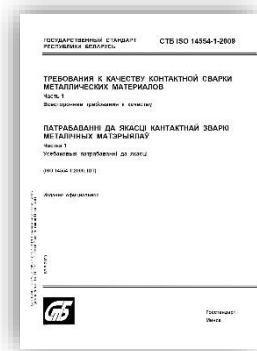 ГОСУДАРСТВЕННЫЙ СТАНДАРТ
РЕСПУБЛИКИ БЕЛАРУСЬ
СТБ ISO 14554-1-2009
ТРЕБОВАНИЯ К КАЧЕСТВУ КОНТАКТНОЙ СВАРКИ
МЕТАЛЛИЧЕСКИХ МАТЕРИАЛОВ
Часть 1
Всесторонние требования к качеству
ПАТРАБАВАННІ ДА ЯКАСЦІ КАНТАКТНАЙ ЗВАРКІ
МЕТАЛІЧНЫХ МАТЭРЫЯЛАЎ
Частка 1
Усебаковыя патрабаванні да якасці
Издание официальное
СТБ
Госстандарт
Минск